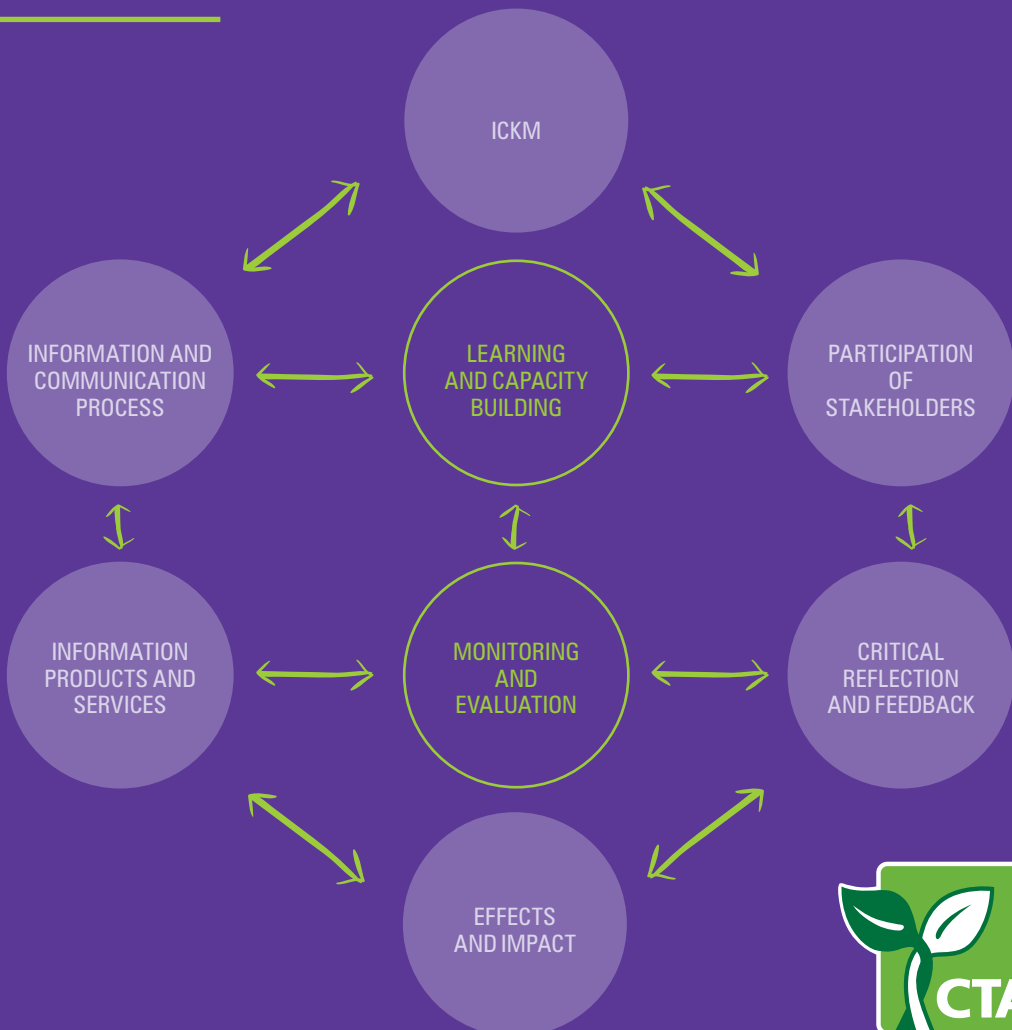 ICKM
INFORMATION AND
COMMUNICATION
PROCESS
LEARNING
AND CAPACITY
BUILDING
PARTICIPATION
OF
STAKEHOLDERS
INFORMATION
PRODUCTS AND
SERVICES
MONITORING
AND
EVALUATION
CRITICAL
REFLECTION
AND FEEDBACK
EFFECTS
AND IMPACT
CTA